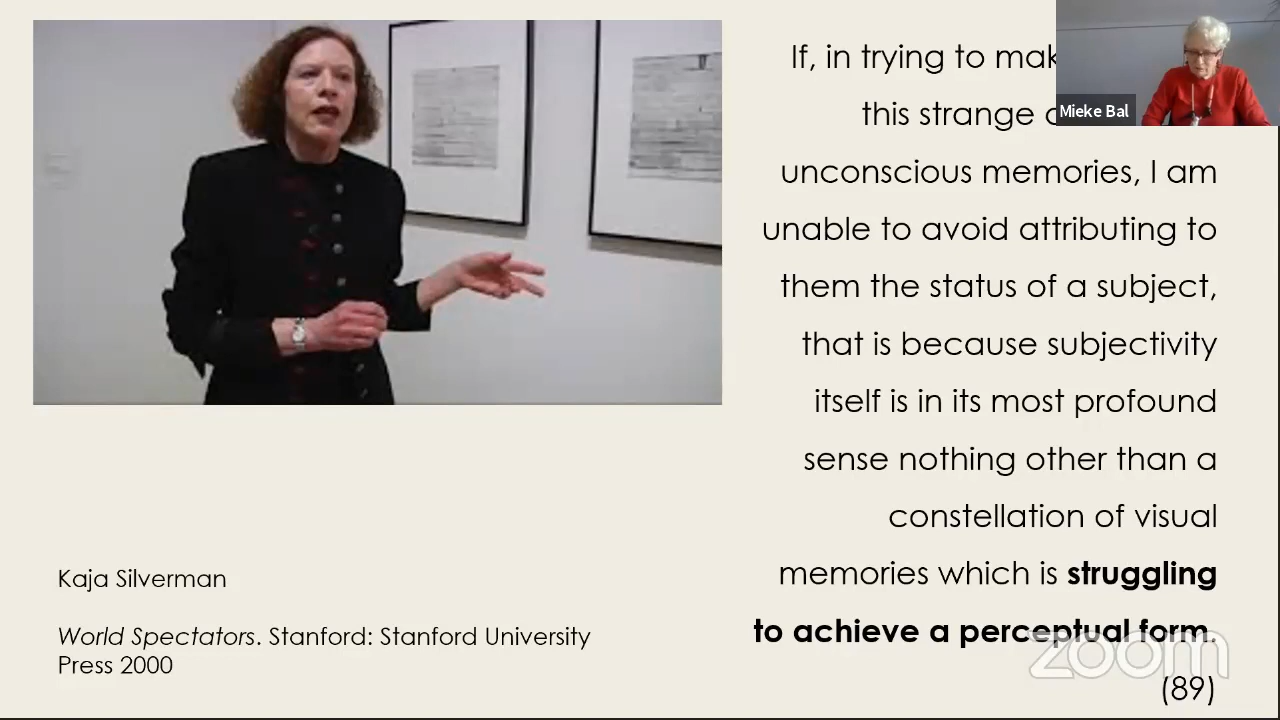 If, in trying to mak
this strange
unconscious memories, I am
unable to avoid attributing to
them the status of a subject,
that is because subjectivity
itself is in its most profound
sense nothing other than a
constellation of visual
memories which is struggling
to achieve a perceptual form.
(89)
Mieke Bal
Kaja Silverman
World Spectators. Stanford: Stanford University
Press 2000
zoom